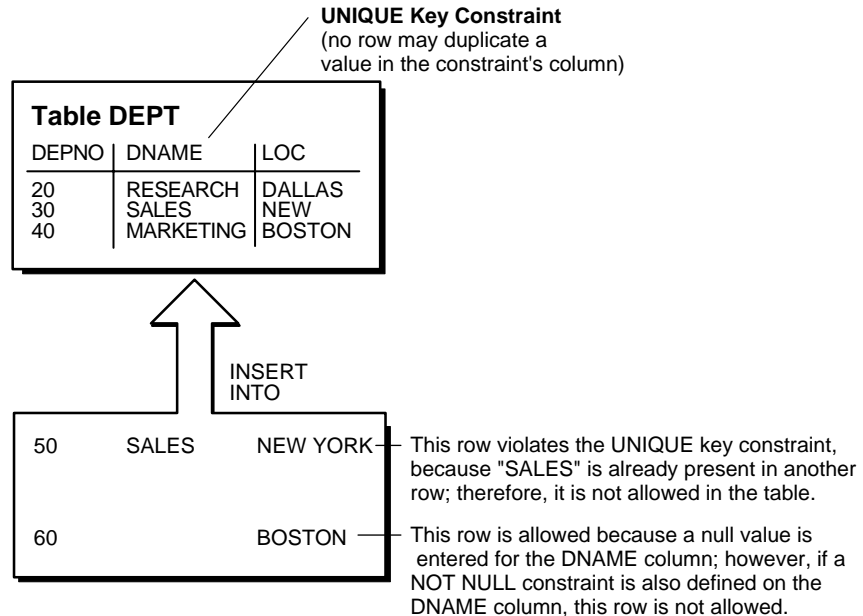 UNIQUE Key Constraint
(no row may duplicate a
value in the constraint's column)
Table DEPT
DEPNO DNAME LOC
20 RESEARCH DALLAS
30 SALES NEW
40 MARKETING BOSTON
INSERT
INTO
50 SALES NEW YORK
This row violates the UNIQUE key constraint,
because "SALES" is already present in another
row; therefore, it is not allowed in the table.
60 BOSTON
This row is allowed because a null value is
entered for the DNAME column; however, if a
NOT NULL constraint is also defined on the
DNAME column, this row is not allowed.